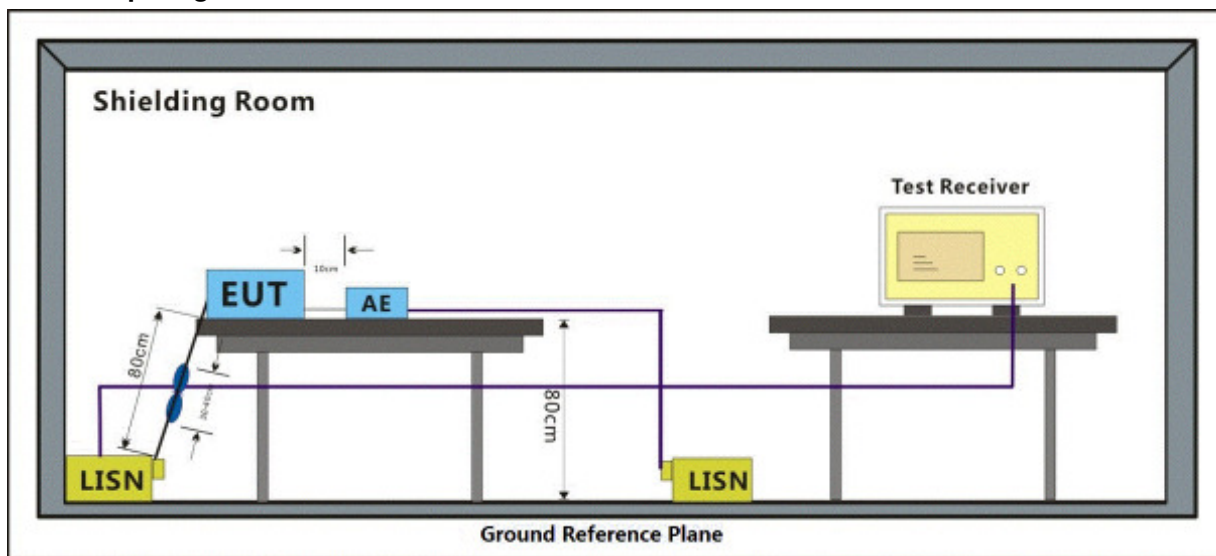 Shielding Room
Test Receiver
10cm
EUT
AE
80cm
80cm
LISN
LISN
Ground Reference Plane